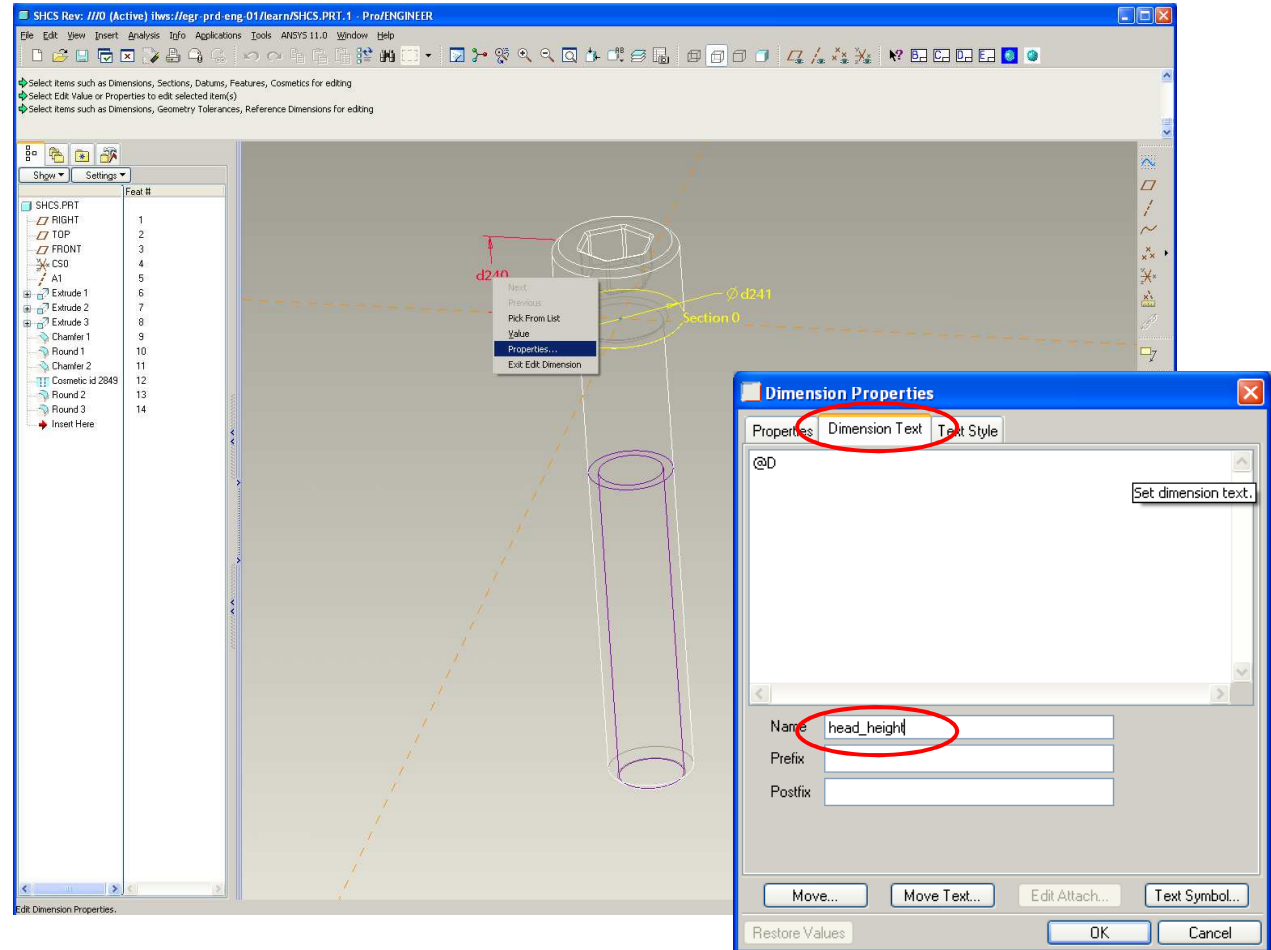 SHCS Rev: ///0 (Active) ilws://egr-prd-eng-01/learn/SHCS.PRT.1 - Pro/ENGINEER
File Edit View Insert Analysis Info Applications Tools ANSYS 11.0 Window Help
Select items such as Dimensions, Sections, Datums, Features, Cosmetics for editing
Select Edit Value or Properties to edit selected item(s)
Select items such as Dimensions, Geometry Tolerances, Reference Dimensions for editing
Show Settings
Feat #
SHCS.PRT
RIGHT 1
TOP 2
FRONT 3
CS0 4
A1 5
Extrude 1 6
Extrude 2 7
Extrude 3 8
Chamfer 1 9
Round 1 10
Chamfer 2 11
Cosmetic id 2849 12
Round 2 13
Round 3 14
Insert Here
d240
Ød241
Section 0
Next
Previous
Pick From List
Value
Properties...
Exit Edit Dimension
Dimension Properties
Properties Dimension Text Text Style
@D
Set dimension text.
Name head_height
Prefix
Postfix
Move... Move Text... Edit Attach... Text Symbol...
Restore Values OK Cancel
Edit Dimension Properties.